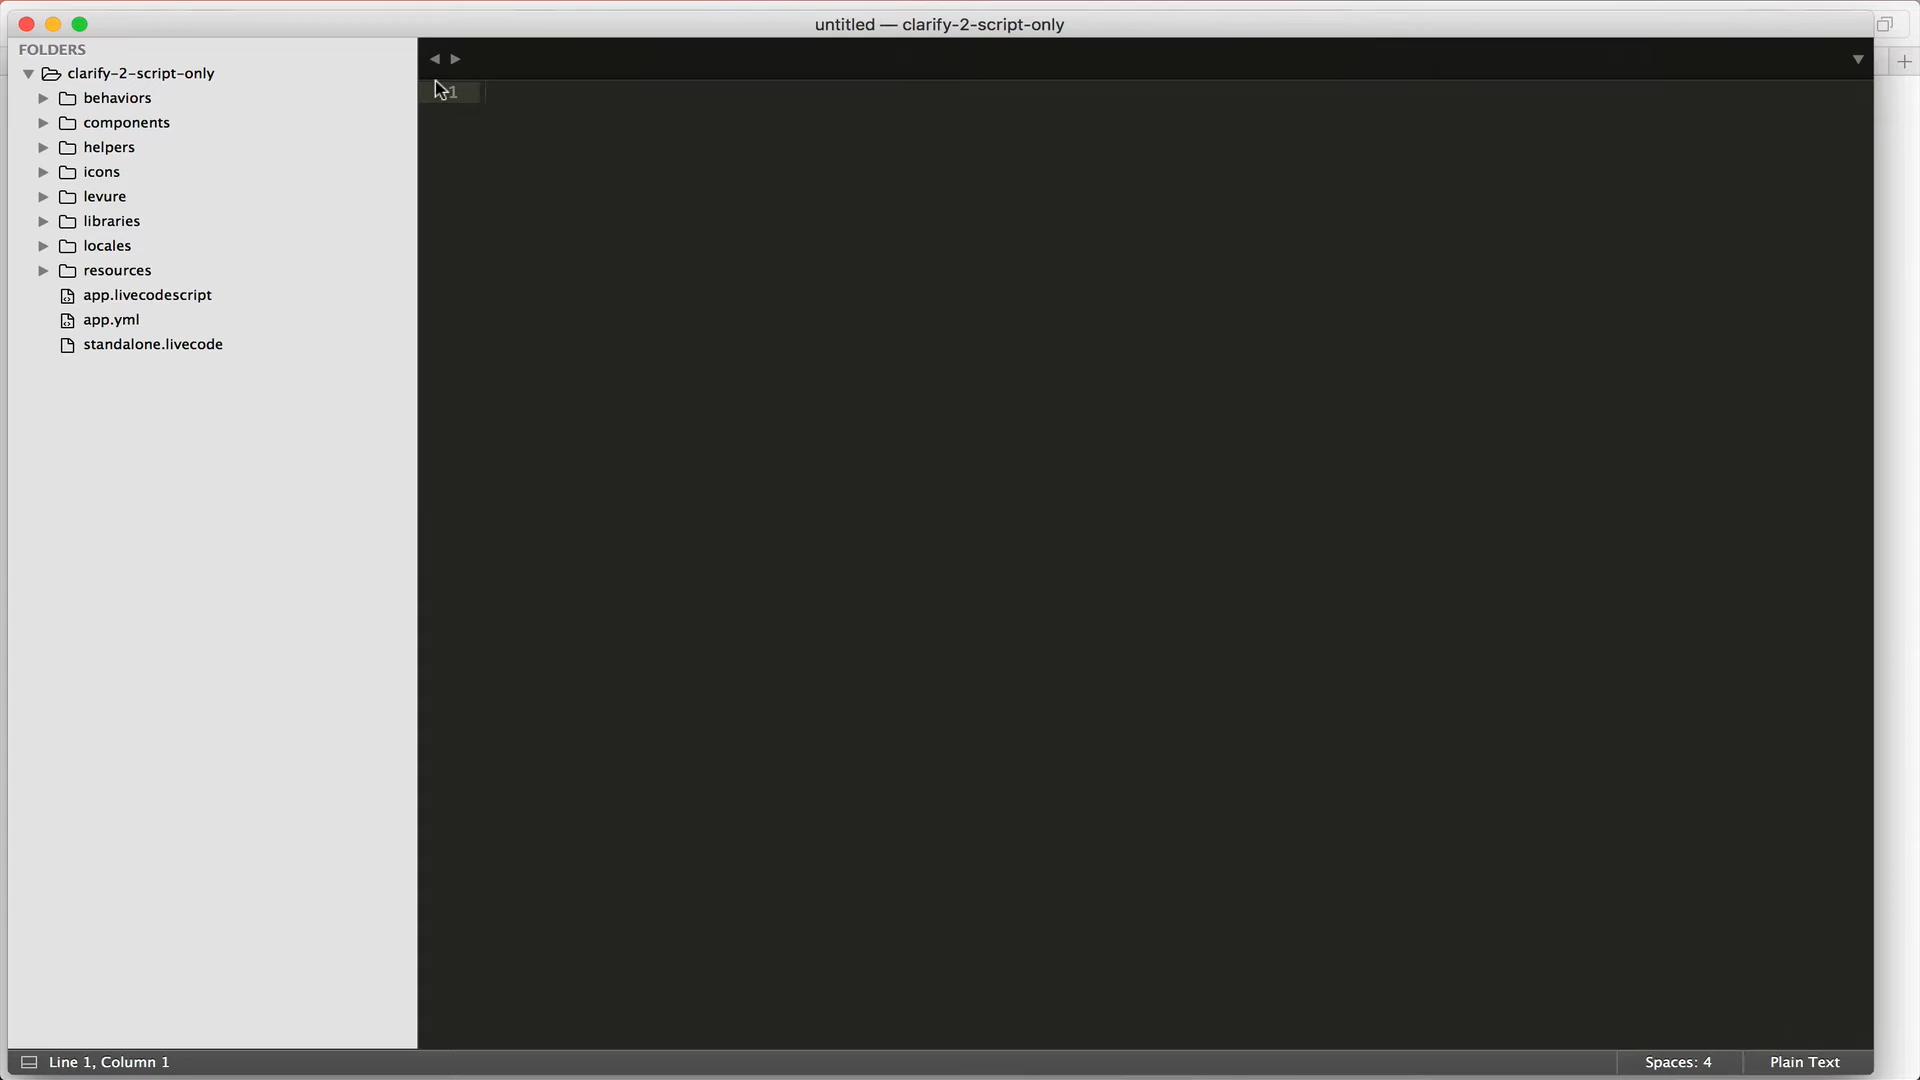 untitled — clarify-2-script-only
FOLDERS
clarify-2-script-only
behaviors
components
helpers
icons
levure
libraries
locales
resources
app.livecodescript
app.yml
standalone.livecode
1
Line 1, Column 1
Spaces: 4
Plain Text